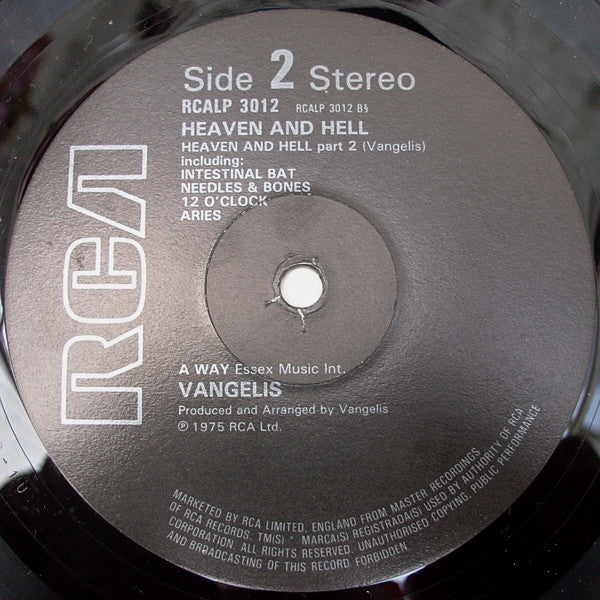 Side 2 Stereo
RCALP 3012 RCALP 3012 B§
HEAVEN AND HELL
HEAVEN AND HELL part 2 (Vangelis)
including:
INTESTINAL BAT
NEEDLES & BONES
12 O'CLOCK
ARIES
RCA
A WAY Essex Music Int.
VANGELIS
Produced and Arranged by Vangelis
℗ 1975 RCA Ltd.
MARKETED BY RCA LIMITED, ENGLAND FROM MASTER RECORDINGS
OF RCA RECORDS. TM(S) * MARCA(S) REGISTRADA(S) USED BY AUTHORITY OF RCA
CORPORATION. ALL RIGHTS RESERVED. UNAUTHORISED COPYING, PUBLIC PERFORMANCE
AND BROADCASTING OF THIS RECORD FORBIDDEN
1U